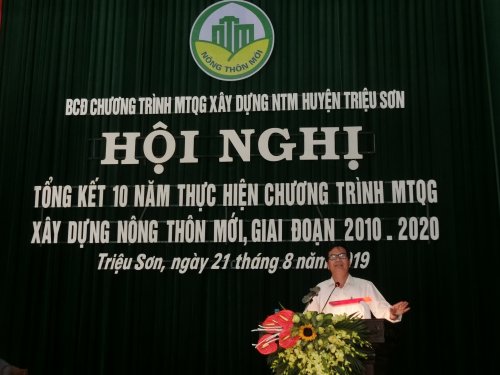 NTM
NÔNG THÔN MỚI
BCĐ CHƯƠNG TRÌNH MTQG XÂY DỰNG NTM HUYỆN TRIỆU SƠN
HỘI NGHỊ
TỔNG KẾT 10 NĂM THỰC HIỆN CHƯƠNG TRÌNH MTQG
XÂY DỰNG NÔNG THÔN MỚI, GIAI ĐOẠN 2010 - 2020
Triệu Sơn, ngày 21 tháng 8 năm 2019